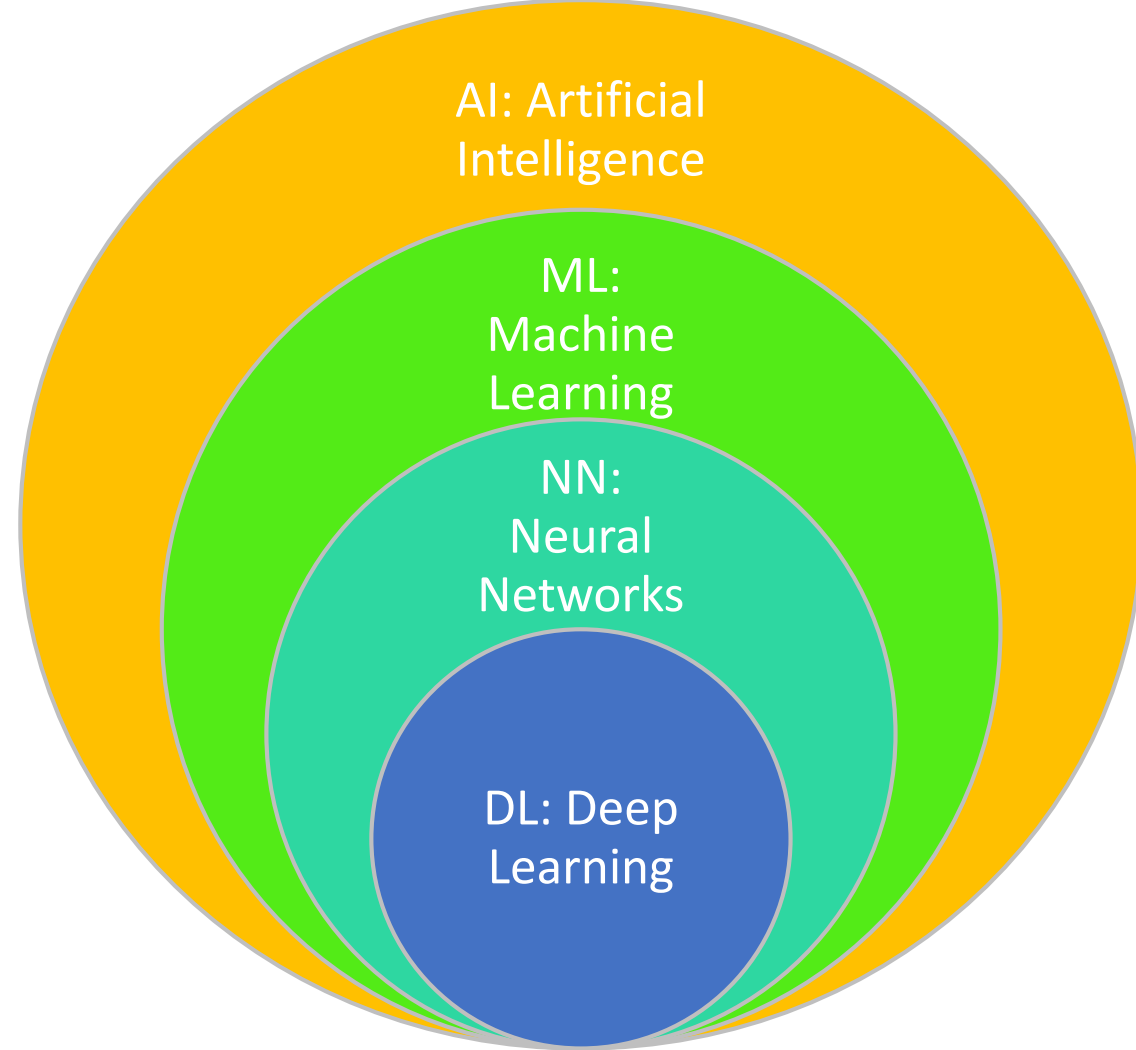 AI: Artificial
Intelligence
ML:
Machine
Learning
NN:
Neural
Networks
DL: Deep
Learning